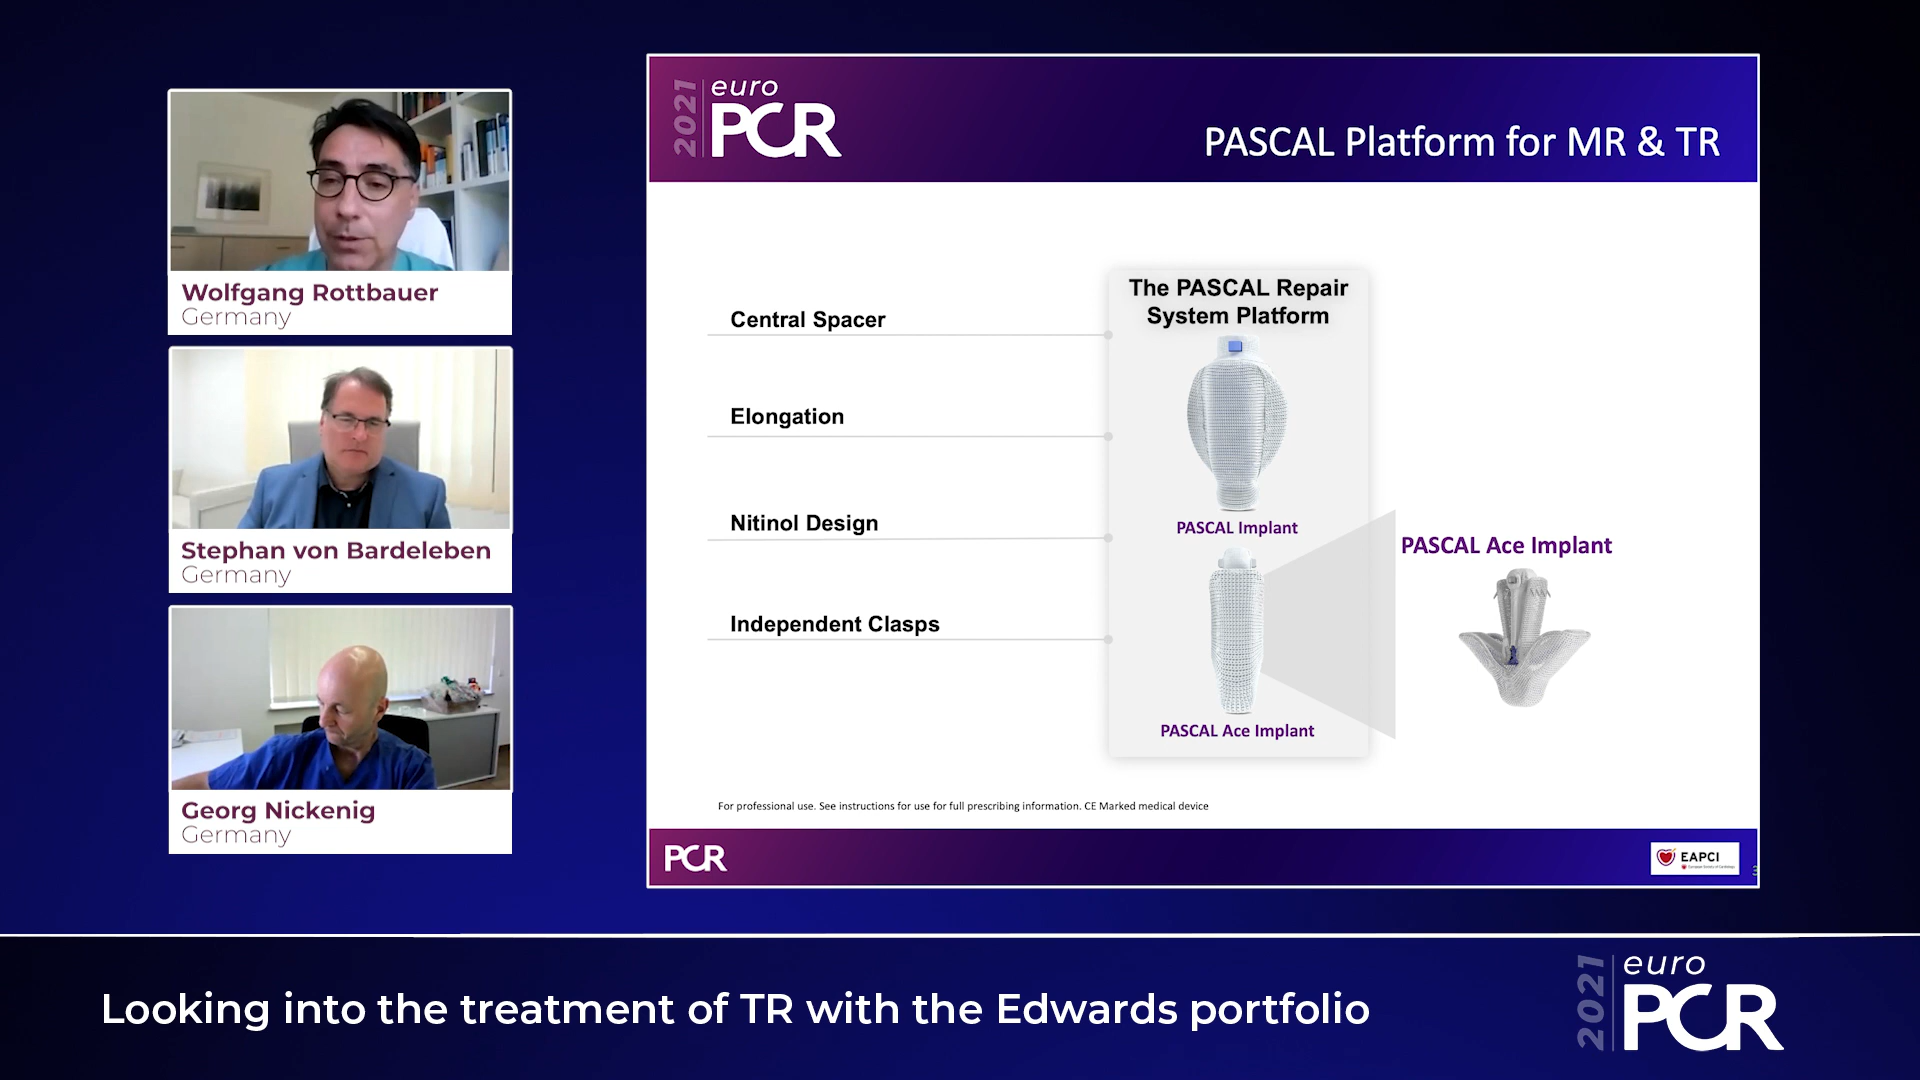 Wolfgang Rottbauer
Germany
Stephan von Bardeleben
Germany
Georg Nickenig
Germany
2021
euro
PCR
PASCAL Platform for MR & TR
Central Spacer
Elongation
Nitinol Design
Independent Clasps
The PASCAL Repair
System Platform
PASCAL Implant
PASCAL Ace Implant
PASCAL Ace Implant
For professional use. See instructions for use for full prescribing information. CE Marked medical device
PCR
EAPCI
3
Looking into the treatment of TR with the Edwards portfolio
2021
euro
PCR